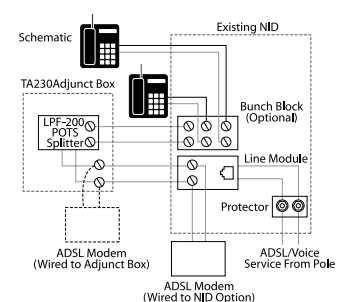 Schematic
Existing NID
TA230Adjunct Box
LPF-200
POTS
Splitter
Bunch Block
(Optional)
Line Module
Protector
ADSL Modem
(Wired to Adjunct Box)
ADSL/Voice
Service From Pole
ADSL Modem
(Wired to NID Option)